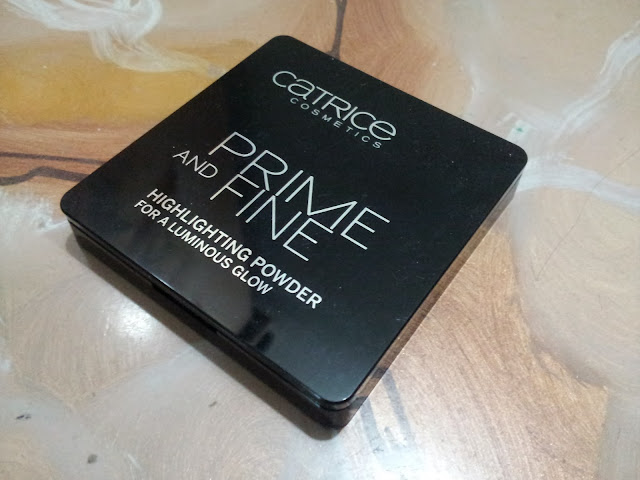 CATRICE
COSMETICS
PRIME
AND FINE
HIGHLIGHTING POWDER
FOR A LUMINOUS GLOW